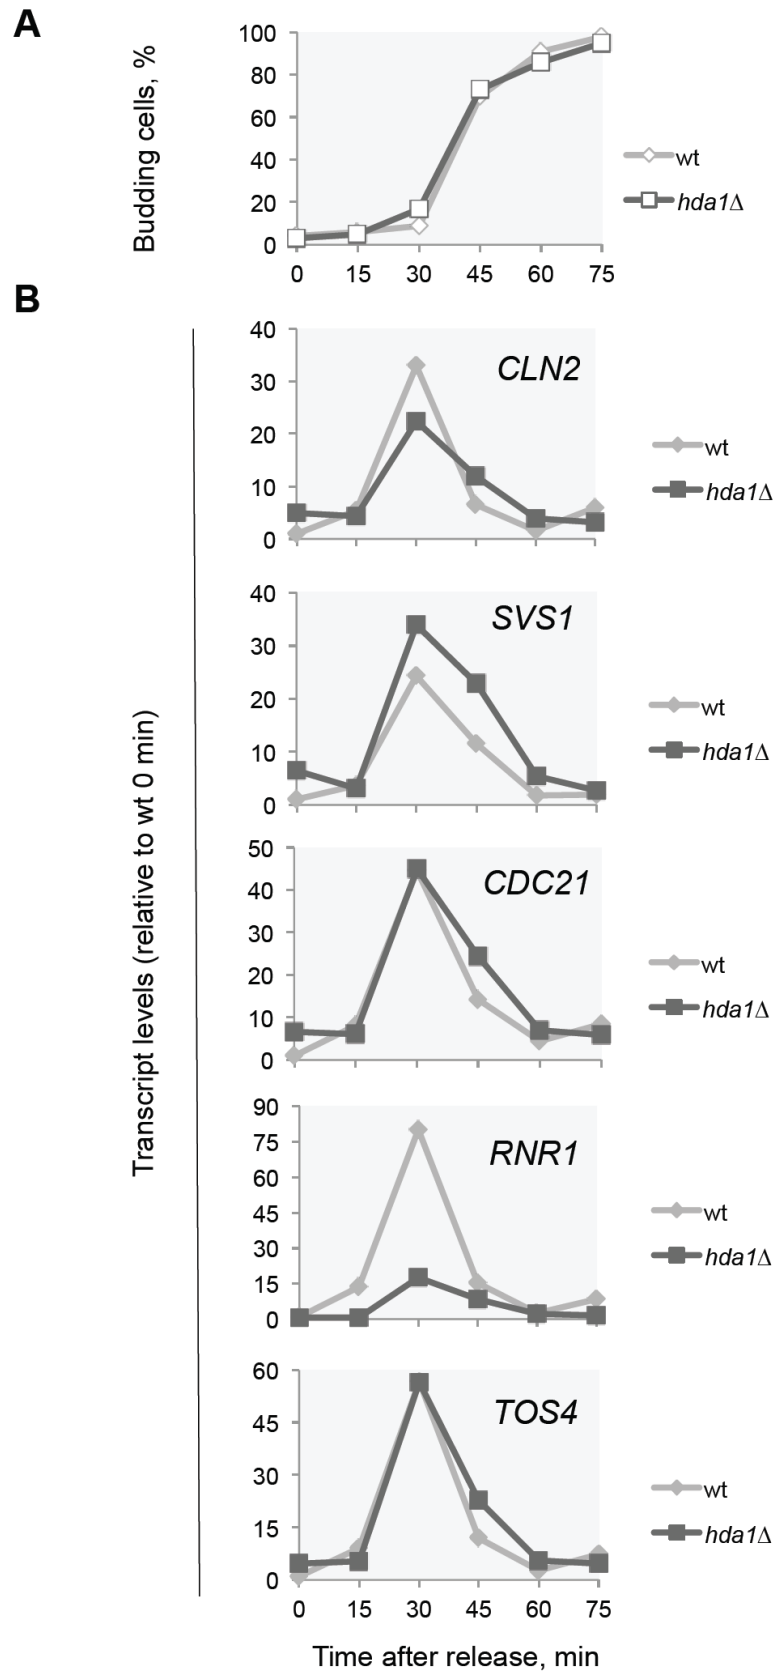 A
Budding cells, %
100
80
60
40
20
0
0 15 30 45 60 75
wt
hda1Δ
B
Transcript levels (relative to wt 0 min)
40
30
20
10
0
CLN2
wt
hda1Δ
40
30
20
10
0
SVS1
wt
hda1Δ
50
40
30
20
10
0
CDC21
wt
hda1Δ
90
75
60
45
30
15
0
RNR1
wt
hda1Δ
60
45
30
15
0
TOS4
wt
hda1Δ
0 15 30 45 60 75
Time after release, min